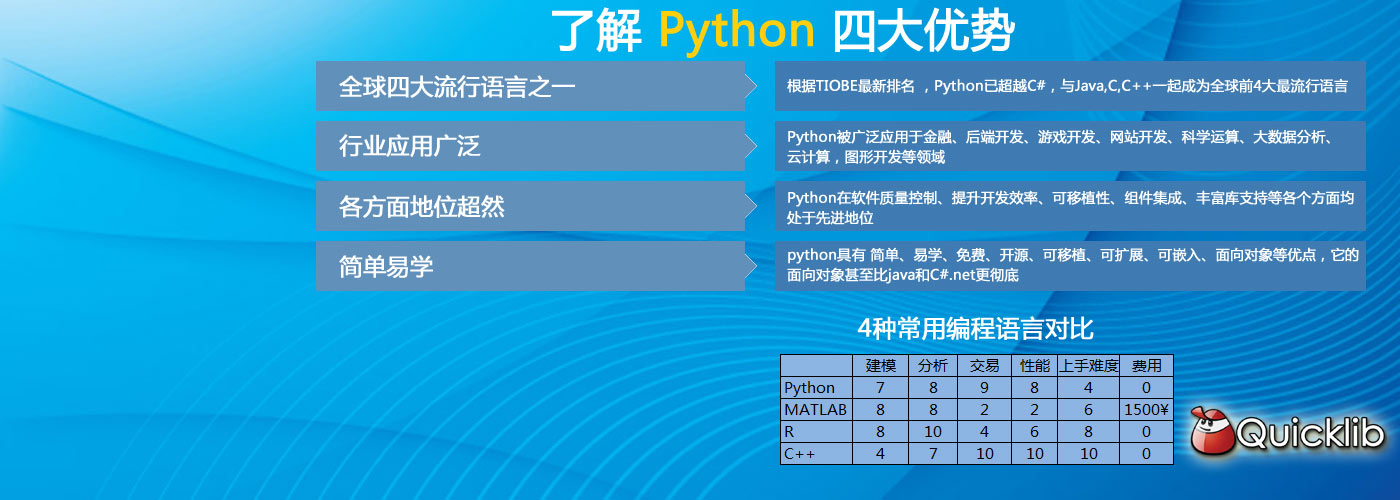 了解 Python 四大优势
全球四大流行语言之一
根据TIOBE最新排名 ，Python已超越C#，与Java,C,C++一起成为全球前4大最流行语言
行业应用广泛
Python被广泛应用于金融、后端开发、游戏开发、网站开发、科学运算、大数据分析、
云计算，图形开发等领域
各方面地位超然
Python在软件质量控制、提升开发效率、可移植性、组件集成、丰富库支持等各个方面均
处于先进地位
简单易学
python具有 简单、易学、免费、开源、可移植、可扩展、可嵌入、面向对象等优点，它的
面向对象甚至比java和C#.net更彻底
4种常用编程语言对比
建模 分析 交易 性能 上手难度 费用
Python 7 8 9 8 4 0
MATLAB 8 8 2 2 6 1500¥
R 8 10 4 6 8 0
C++ 4 7 10 10 10 0
Quicklib